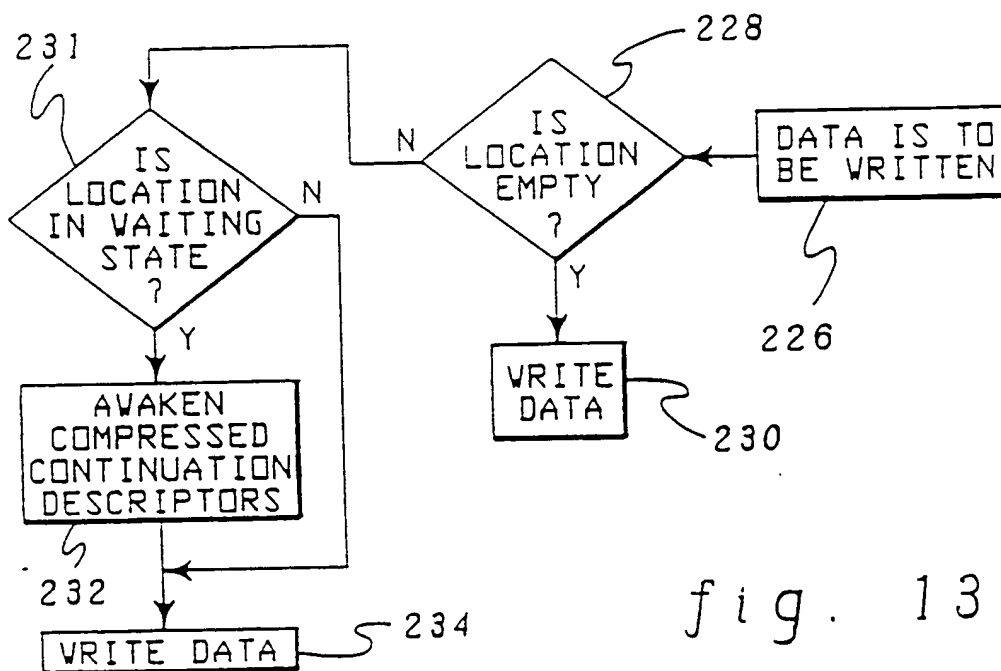 231
228
IS
LOCATION
IN WAITING
STATE
?
N
Y
N
IS
LOCATION
EMPTY
?
Y
DATA IS TO
BE WRITTEN
226
WRITE
DATA
230
AWAKEN
COMPRESSED
CONTINUATION
DESCRIPTORS
232
WRITE DATA
234
fig. 13